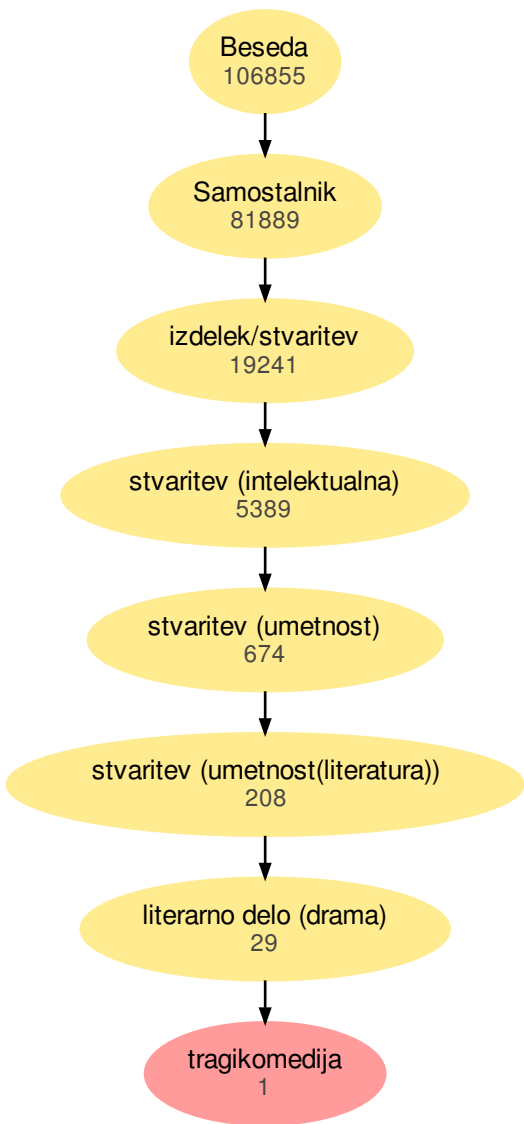 Beseda
106855
Samostalnik
81889
izdelek/stvaritev
19241
stvaritev (intelektualna)
5389
stvaritev (umetnost)
674
stvaritev (umetnost(literatura))
208
literarno delo (drama)
29
tragikomedija
1